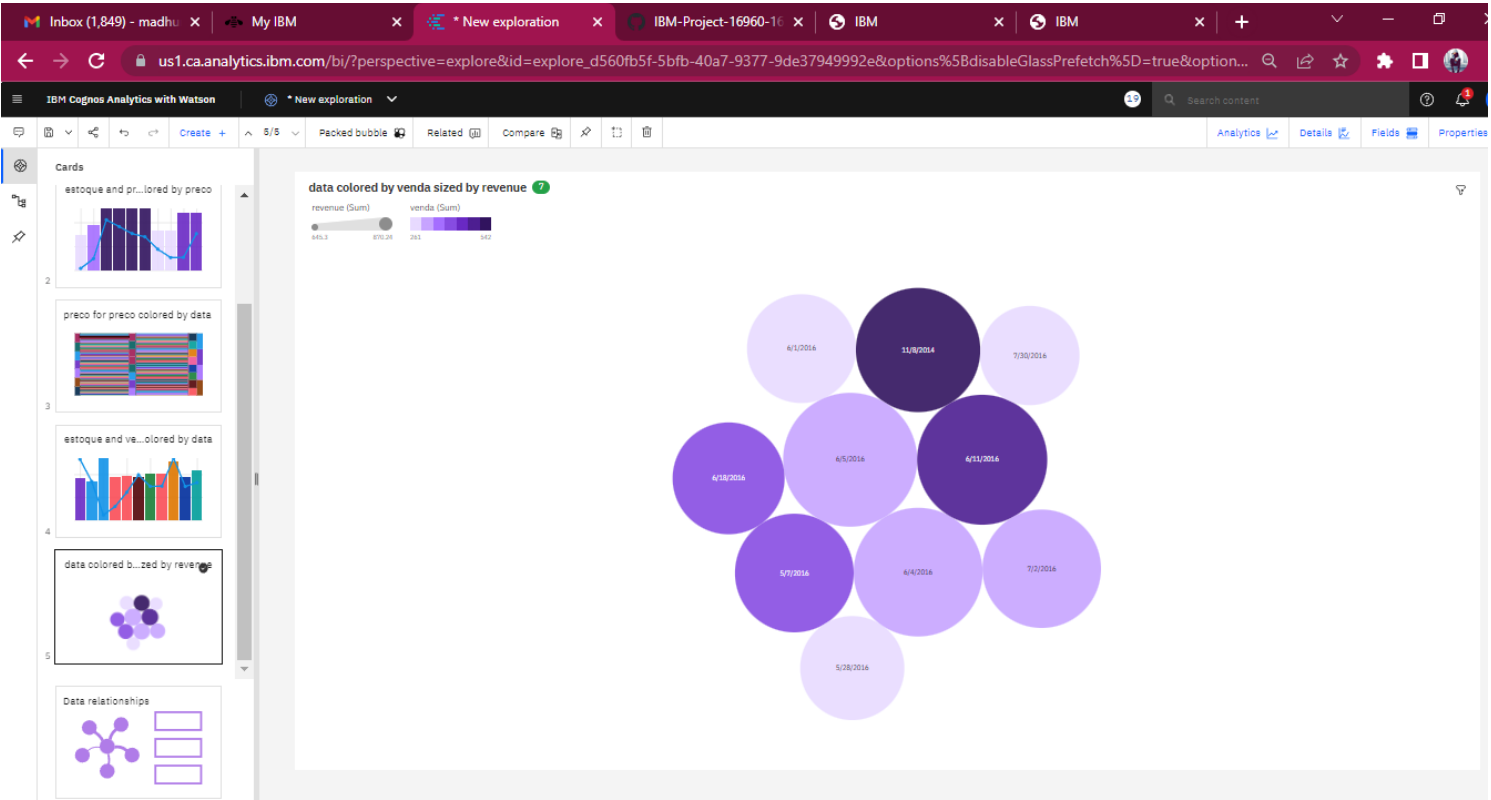 Inbox (1,849) - madhu
My IBM
* New exploration
IBM-Project-16960-16
IBM
IBM
us1.ca.analytics.ibm.com/bi/?perspective=explore&id=explore_d560fb5f-5bfb-40a7-9377-9de37949992e&options%5BdisableGlassPrefetch%5D=true&option...
IBM Cognos Analytics with Watson
* New exploration
19
Search content
1
Create +
5/5
Packed bubble
Related
Compare
Analytics
Details
Fields
Properties
Cards
estoque and pr...lored by preco
2
preco for preco colored by data
3
estoque and ve...olored by data
4
data colored b...zed by revenue
5
Data relationships
data colored by venda sized by revenue 7
revenue (Sum)
venda (Sum)
645.3
870.24
261
542
6/1/2016
11/8/2014
7/30/2016
6/5/2016
6/11/2016
6/18/2016
5/7/2016
6/4/2016
7/2/2016
5/28/2016